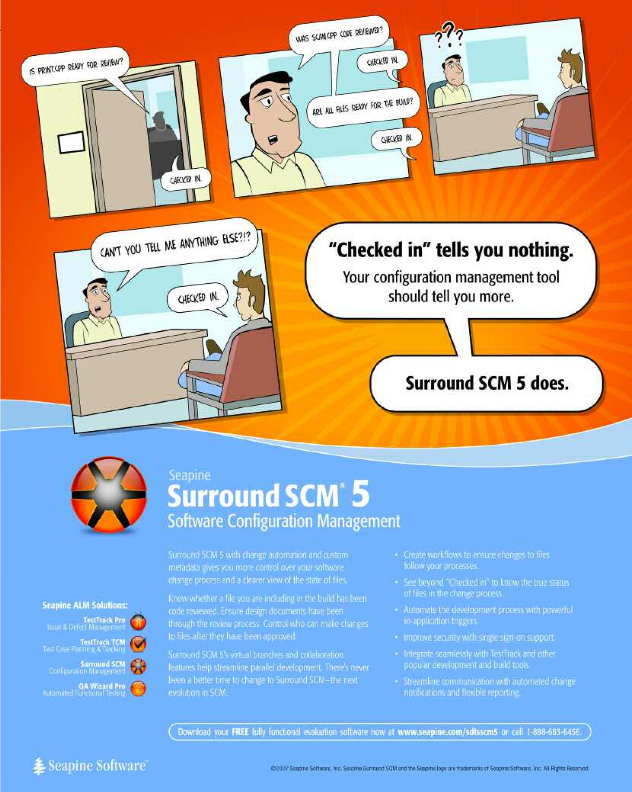 IS PRINT.CPP READY FOR REVIEW?
CHECKED IN.
WAS SCAN.CPP CODE REVIEWED?
CHECKED IN.
ARE ALL FILES READY FOR THE BUILD?
CHECKED IN.
???
CAN'T YOU TELL ME ANYTHING ELSE?!?
CHECKED IN.
"Checked in" tells you nothing.
Your configuration management tool
should tell you more.
Surround SCM 5 does.
Seapine
Surround SCM® 5
Software Configuration Management
Surround SCM 5 with change automation and custom
metadata gives you more control over your software
change process and a clearer view of the state of files.
Know whether a file you are including in the build has been
code reviewed. Ensure design documents have been
through the review process. Control who can make changes
to files after they have been approved.
Surround SCM 5's virtual branches and collaboration
features help streamline parallel development. There's never
been a better time to change to Surround SCM–the next
evolution in SCM.
• Create workflows to ensure changes to files
follow your processes.
• See beyond "Checked in" to know the true status
of files in the change process.
• Automate the development process with powerful
in-application triggers.
• Improve security with single sign-on support.
• Integrate seamlessly with TestTrack and other
popular development and build tools.
• Streamline communication with automated change
notifications and flexible reporting.
Seapine ALM Solutions:
TestTrack Pro
Issue & Defect Management
TestTrack TCM
Test Case Planning & Tracking
Surround SCM
Configuration Management
QA Wizard Pro
Automated Functional Testing
Download your FREE fully functional evaluation software now at www.seapine.com/sdtsscm5 or call 1-888-683-6456.
Seapine Software™
©2007 Seapine Software, Inc. Seapine Surround SCM and the Seapine logo are trademarks of Seapine Software, Inc. All Rights Reserved.